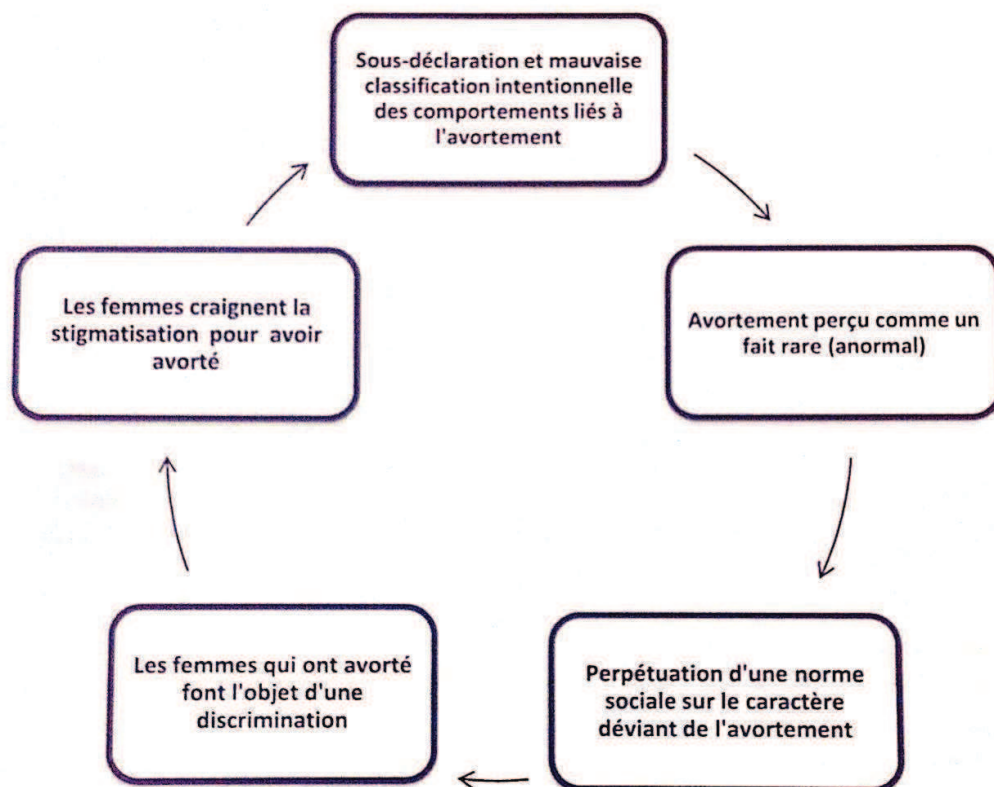 Sous-déclaration et mauvaise
classification intentionnelle
des comportements liés à
l'avortement
Avortement perçu comme un
fait rare (anormal)
Perpétuation d'une norme
sociale sur le caractère
déviant de l'avortement
Les femmes qui ont avorté
font l'objet d'une
discrimination
Les femmes craignent la
stigmatisation pour avoir
avorté